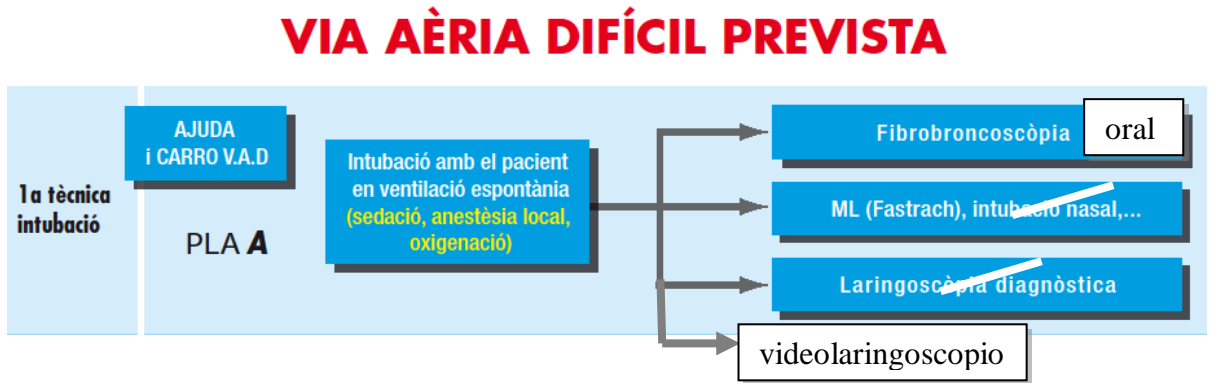 VIA AÈRIA DIFÍCIL PREVISTA
1a tècnica
intubació
AJUDA
i CARRO V.A.D
PLA A
Intubació amb el pacient
en ventilació espontània
(sedació, anestèsia local,
oxigenació)
Fibrobroncoscòpia oral
ML (Fastrach), intubacio nasal,...
Laringoscòpia diagnòstica
videolaringoscopio